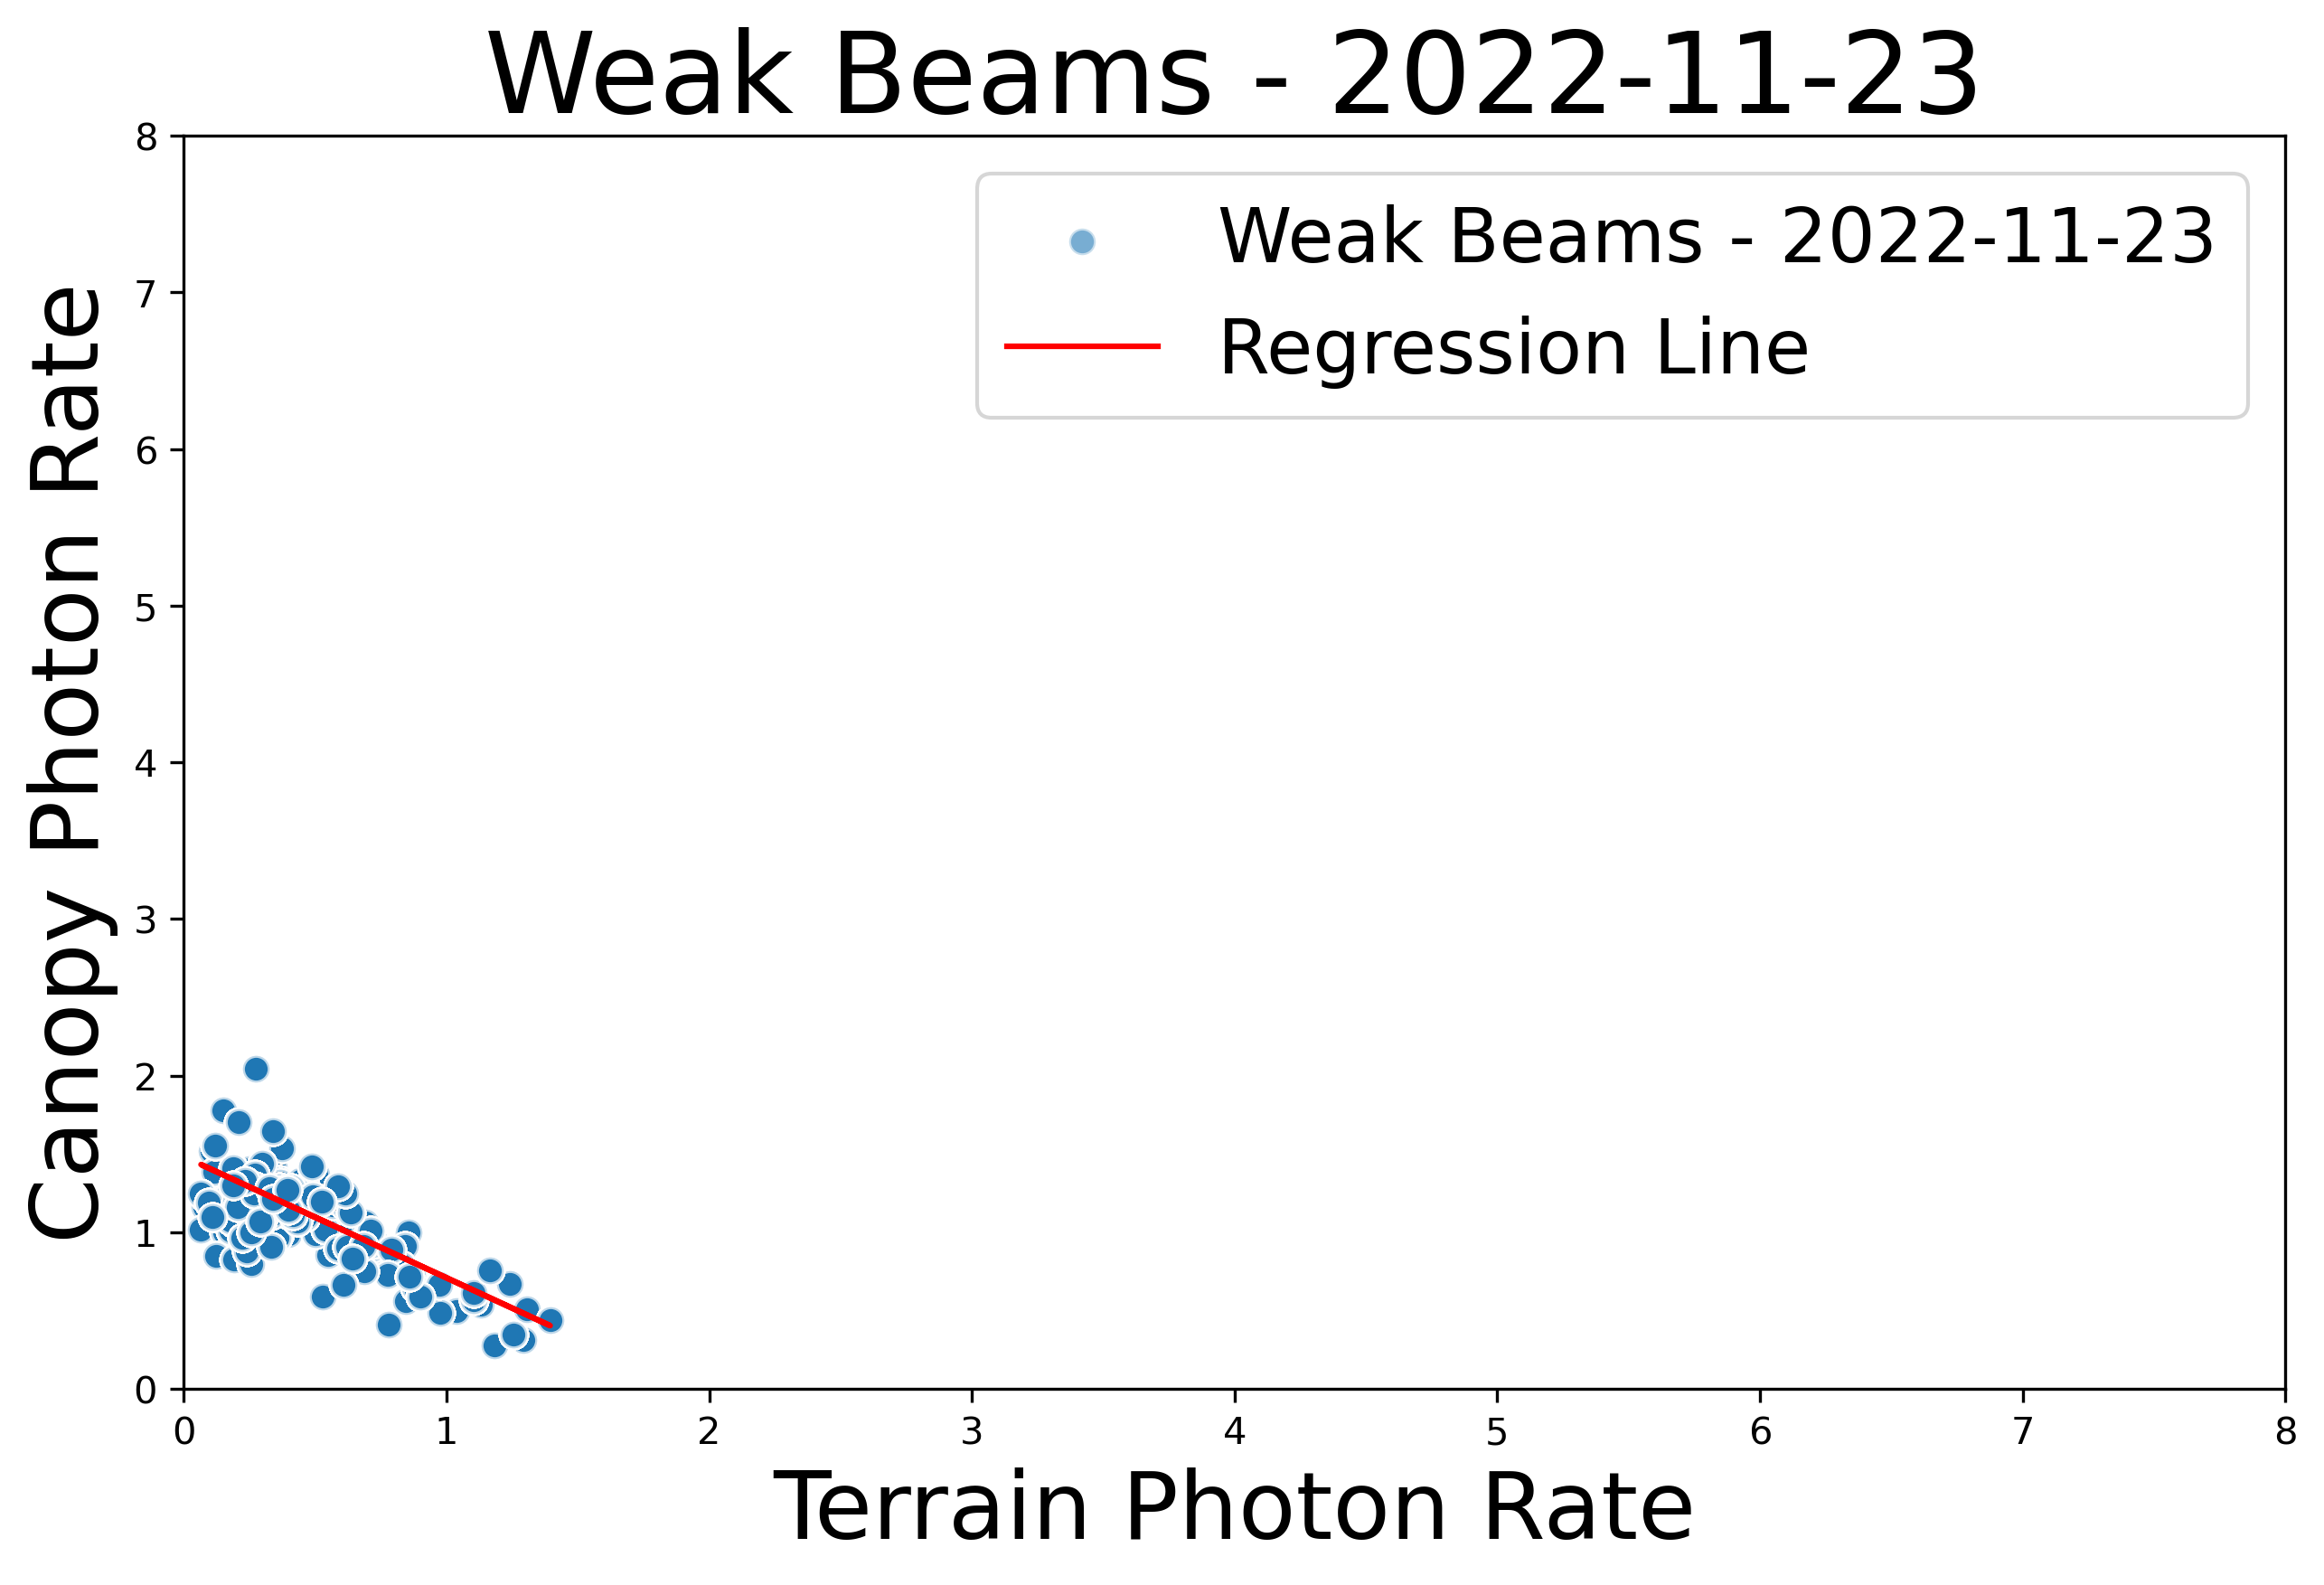 Weak Beams - 2022-11-23
Weak Beams - 2022-11-23
Regression Line
Canopy Photon Rate
8
7
6
5
4
3
2
1
0
0 1 2 3 4 5 6 7 8
Terrain Photon Rate